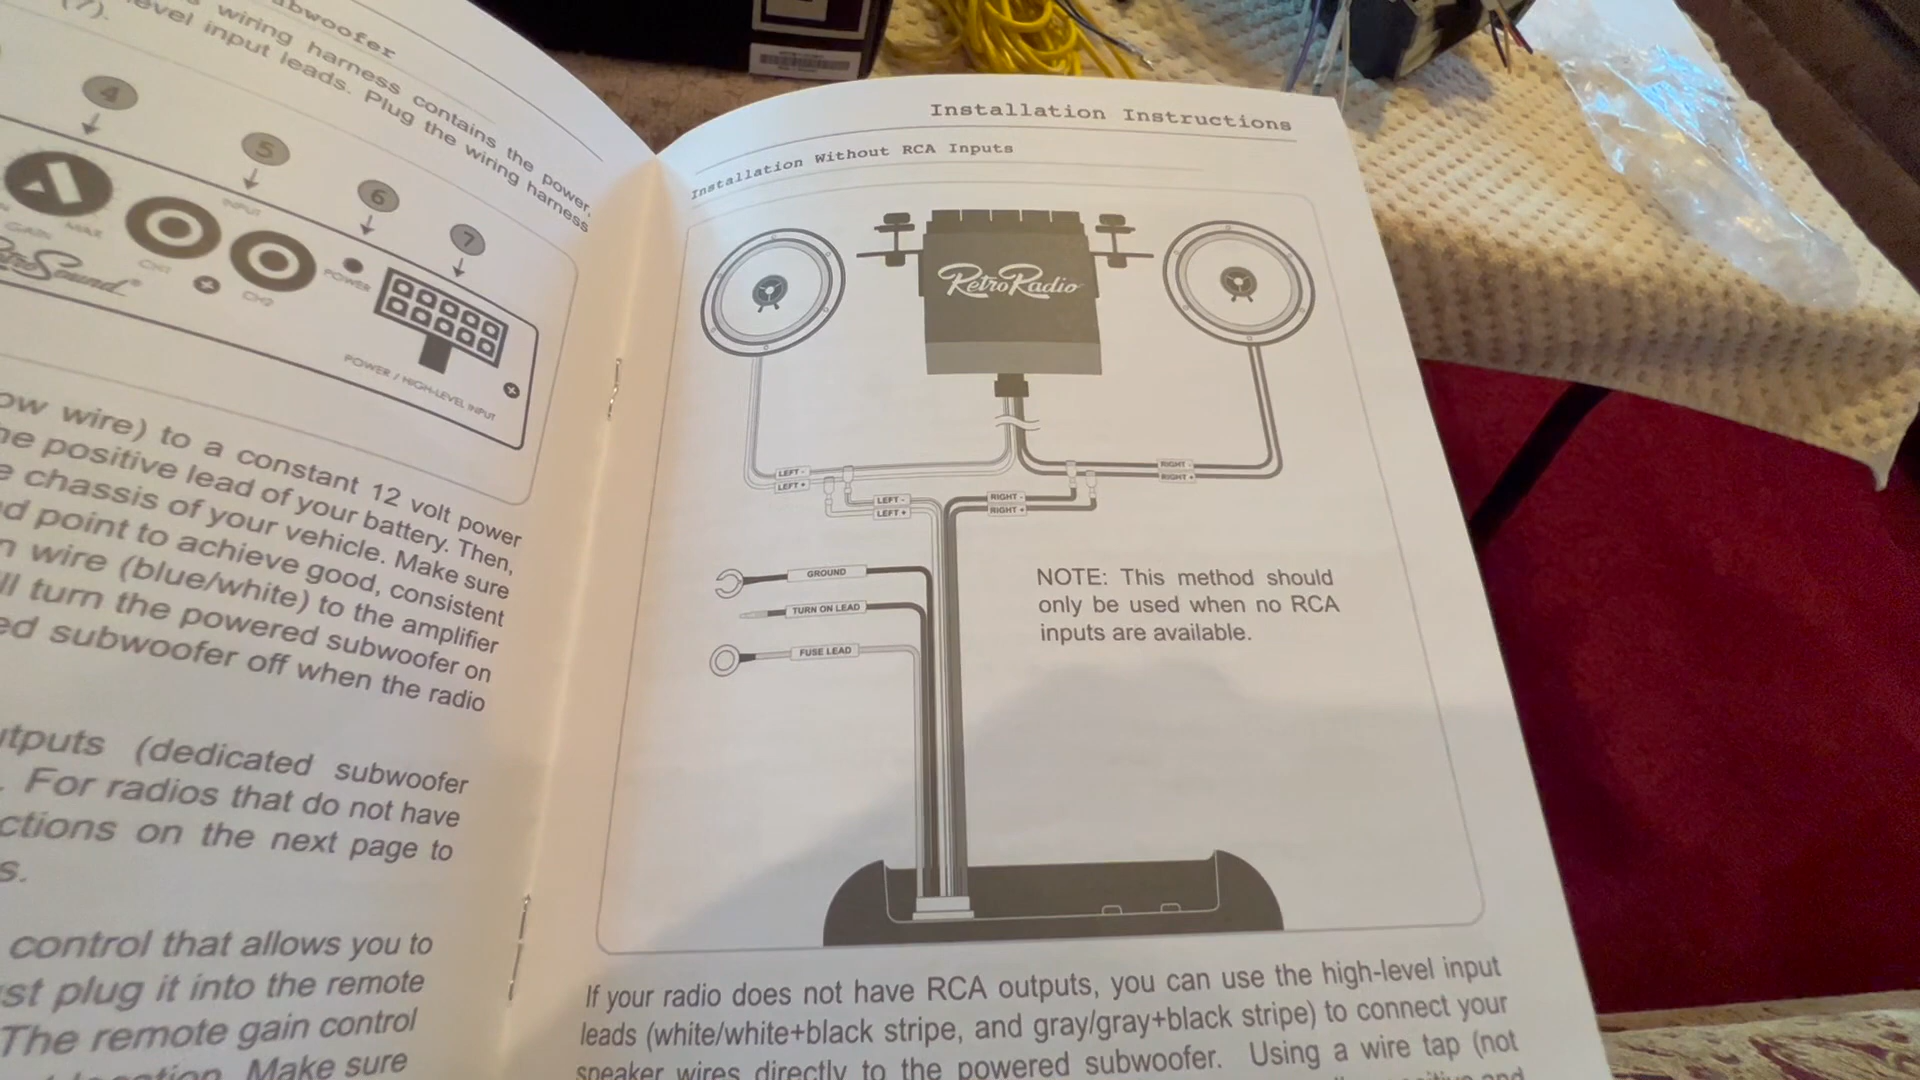 subwoofer
wiring harness contains the power,
level input leads. Plug the wiring harness
(7).
4
5
6
7
GAIN
MAX
INPUT
CH1
CH2
POWER
RetroSound®
POWER / HIGH-LEVEL INPUT
wire) to a constant 12 volt power
positive lead of your battery. Then,
chassis of your vehicle. Make sure
point to achieve good, consistent
wire (blue/white) to the amplifier
turn the powered subwoofer on
subwoofer off when the radio
(dedicated subwoofer
. For radios that do not have
on the next page to
control that allows you to
plug it into the remote
The remote gain control
Make sure
Installation Instructions
Installation Without RCA Inputs
RetroRadio
LEFT -
LEFT +
RIGHT -
RIGHT +
LEFT -
LEFT +
RIGHT -
RIGHT +
GROUND
TURN ON LEAD
FUSE LEAD
NOTE: This method should
only be used when no RCA
inputs are available.
If your radio does not have RCA outputs, you can use the high-level input
leads (white/white+black stripe, and gray/gray+black stripe) to connect your
speaker wires directly to the powered subwoofer. Using a wire tap (not